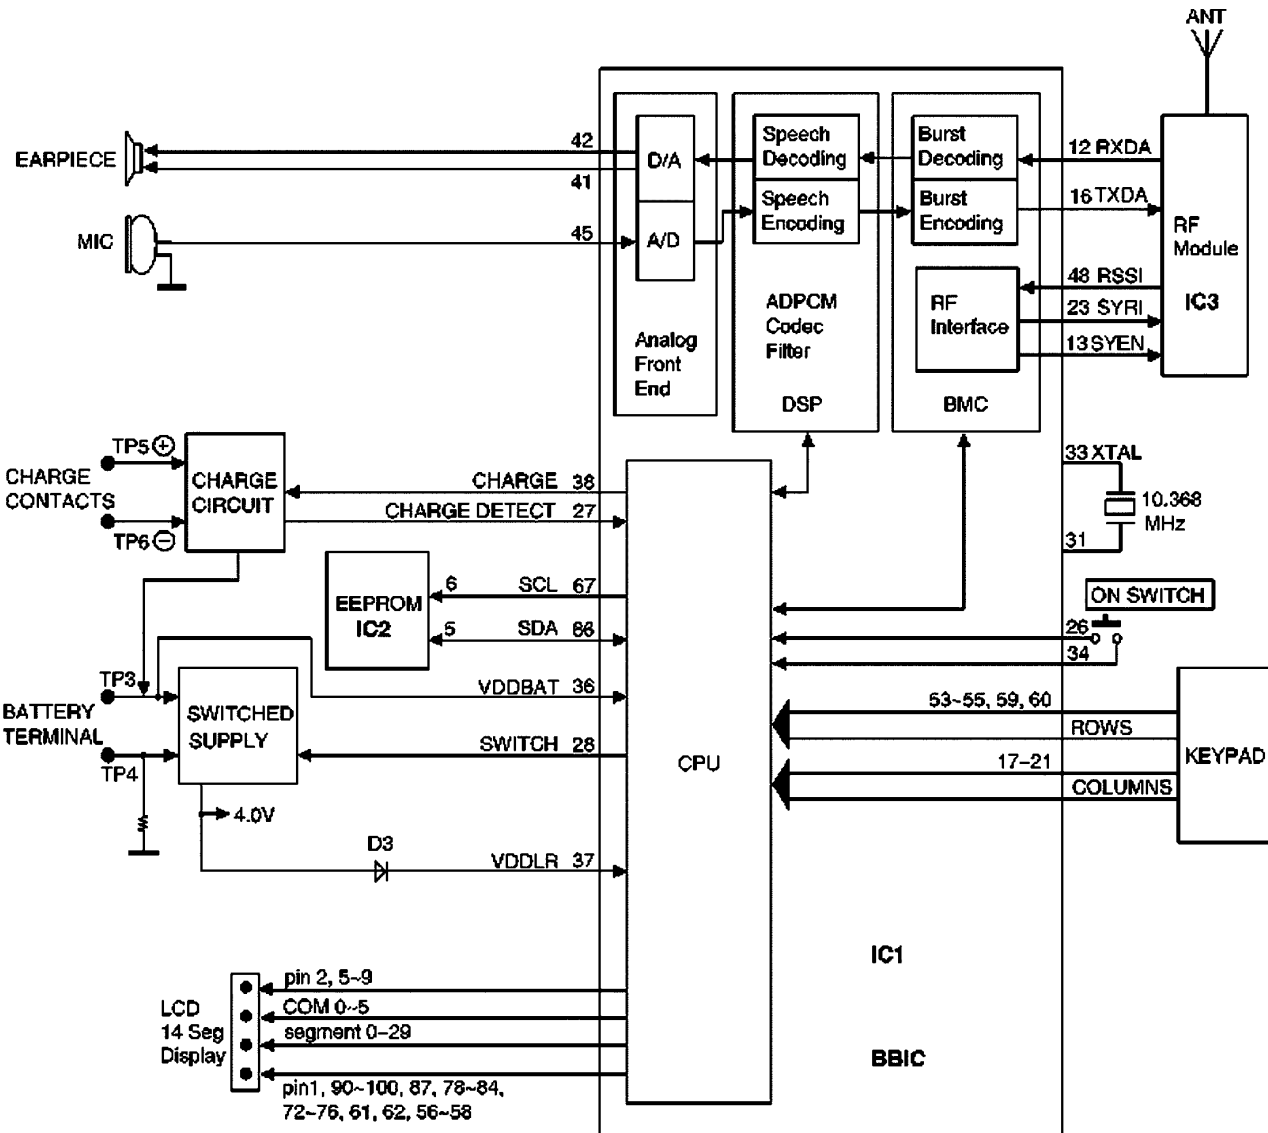 ANT
EARPIECE
42
41
D/A
Speech
Decoding
Burst
Decoding
12 RXDA
MIC
45
A/D
Speech
Encoding
Burst
Encoding
16 TXDA
RF
Module
IC3
48 RSSI
23 SYRI
13 SYEN
RF
Interface
ADPCM
Codec
Filter
Analog
Front
End
DSP
BMC
TP5 +
CHARGE
CONTACTS
TP6 −
CHARGE
CIRCUIT
CHARGE 38
CHARGE DETECT 27
33 XTAL
10.368
MHz
31
EEPROM
IC2
6 SCL 67
5 SDA 66
ON SWITCH
26
34
TP3
BATTERY
TERMINAL
TP4
SWITCHED
SUPPLY
VDDBAT 36
SWITCH 28
CPU
53~55, 59, 60
ROWS
17~21
COLUMNS
KEYPAD
4.0V
D3
VDDLR 37
IC1
BBIC
LCD
14 Seg
Display
pin 2, 5~9
COM 0~5
segment 0~29
pin1, 90~100, 87, 78~84,
72~76, 61, 62, 56~58